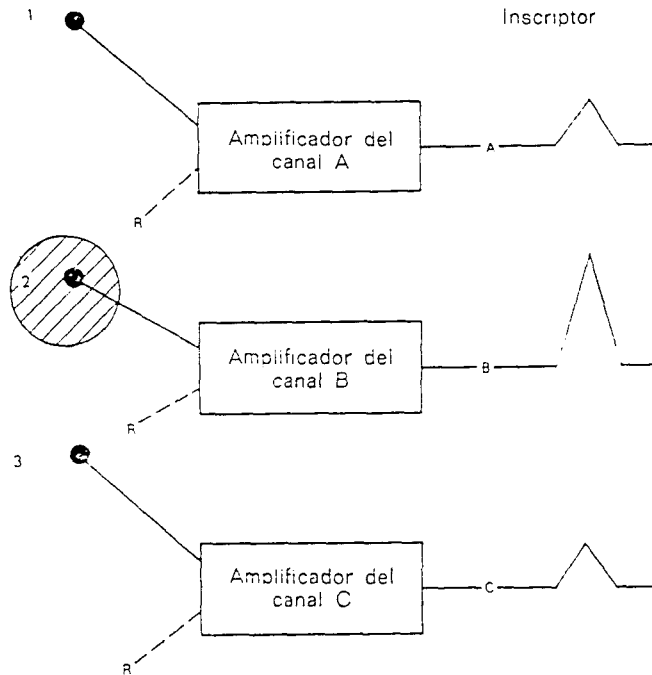 1
Inscriptor
Amplificador del
canal A
A
R
2
Amplificador del
canal B
B
R
3
Amplificador del
canal C
C
R